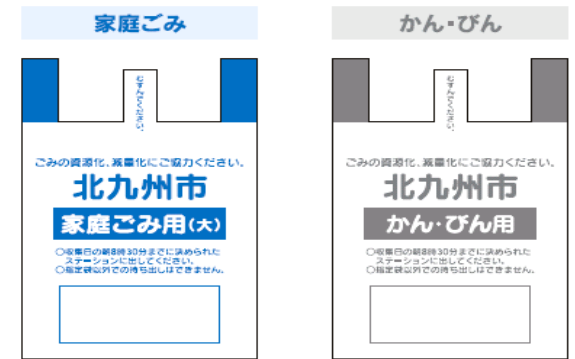 家庭ごみ
むすんでください。
ごみの資源化、減量化にご協力ください。
北九州市
家庭ごみ用(大)
○収集日の朝8時30分までに決められた
ステーションに出してください。
○指定袋以外での持ち出しはできません。
かん・びん
むすんでください。
ごみの資源化、減量化にご協力ください。
北九州市
かん・びん用
○収集日の朝8時30分までに決められた
ステーションに出してください。
○指定袋以外での持ち出しはできません。